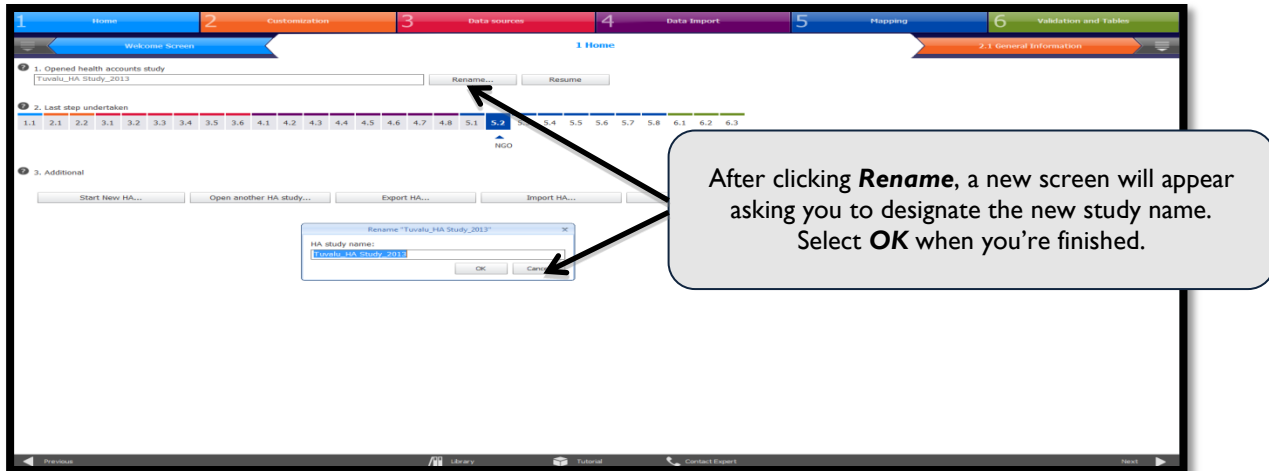 1 Home 2 Customization 3 Data sources 4 Data Import 5 Mapping 6 Validation and Tables
Welcome Screen 1 Home 2.1 General Information
1. Opened health accounts study
Tuvalu_HA Study_2013 Rename... Resume
2. Last step undertaken
1.1 2.1 2.2 3.1 3.2 3.3 3.4 3.5 3.6 4.1 4.2 4.3 4.4 4.5 4.6 4.7 4.8 5.1 5.2 5.4 5.5 5.6 5.7 5.8 6.1 6.2 6.3
NGO
3. Additional
Start New HA... Open another HA study... Export HA... Import HA...
Rename "Tuvalu_HA Study_2013"
HA study name:
Tuvalu_HA Study_2013
OK
After clicking Rename, a new screen will appear
asking you to designate the new study name.
Select OK when you're finished.
Previous Library Tutorial Contact Expert Next